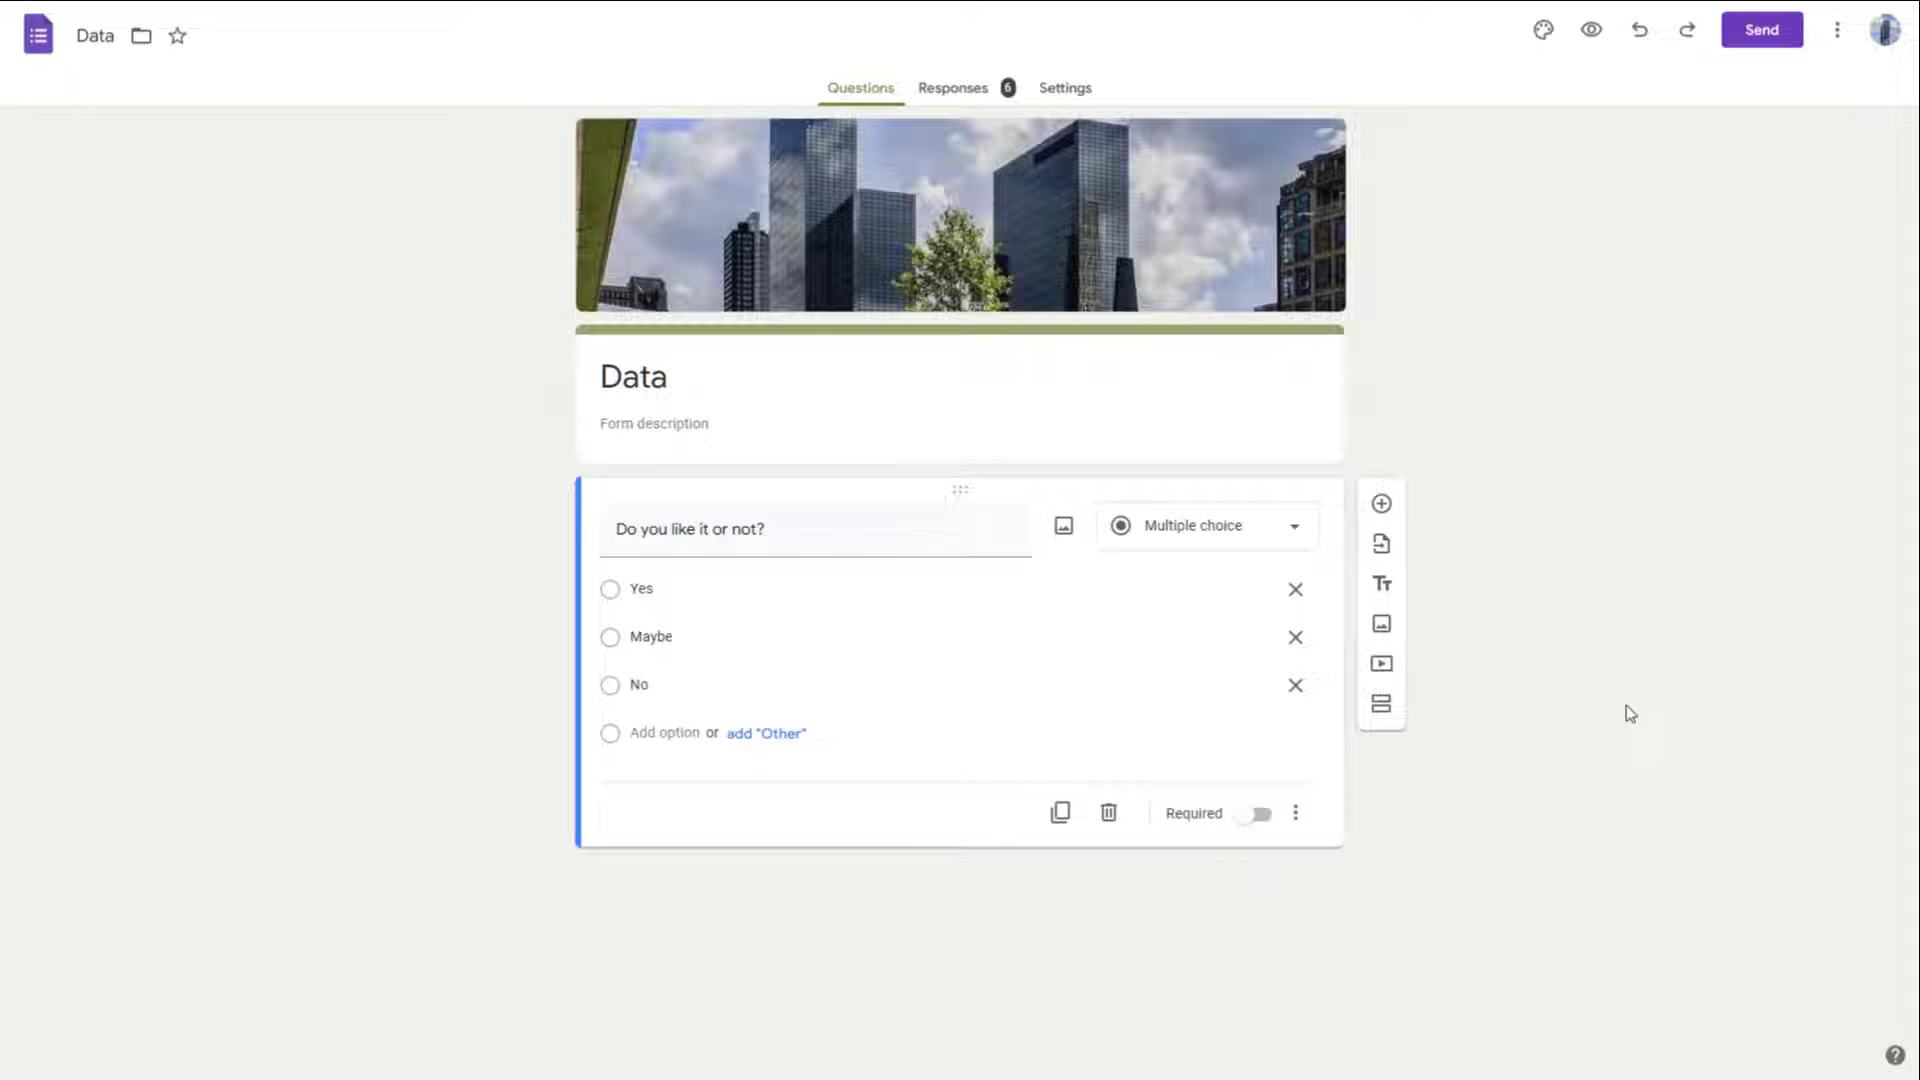 Data
Send
Questions Responses 6 Settings
Data
Form description
Do you like it or not?
Multiple choice
Yes
Maybe
No
Add option or add "Other"
Required